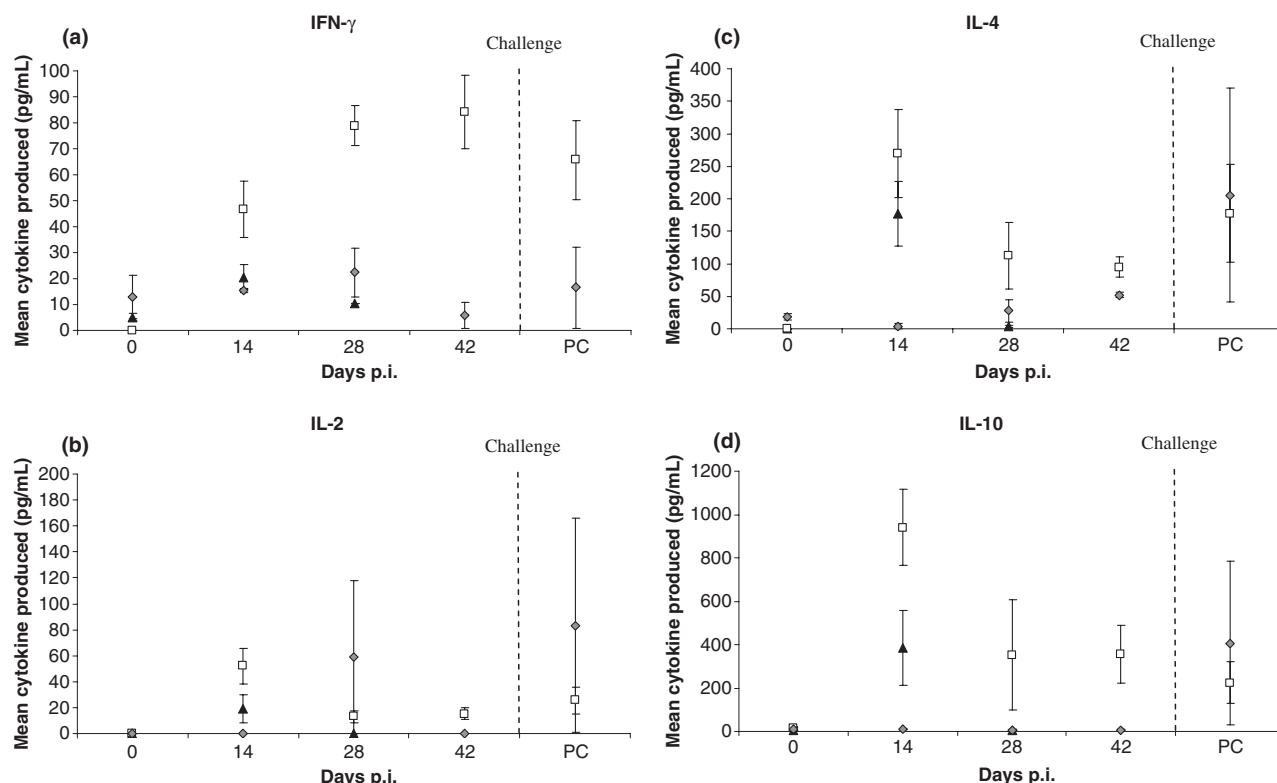 (a)
IFN-γ
Challenge
Mean cytokine produced (pg/mL)
100
90
80
70
60
50
40
30
20
10
0
0 14 28 42 PC
Days p.i.
(c)
IL-4
Challenge
Mean cytokine produced (pg/mL)
400
350
300
250
200
150
100
50
0
0 14 28 42 PC
Days p.i.
(b)
IL-2
Challenge
Mean cytokine produced (pg/mL)
200
180
160
140
120
100
80
60
40
20
0
0 14 28 42 PC
Days p.i.
(d)
IL-10
Challenge
Mean cytokine produced (pg/mL)
1200
1000
800
600
400
200
0
0 14 28 42 PC
Days p.i.